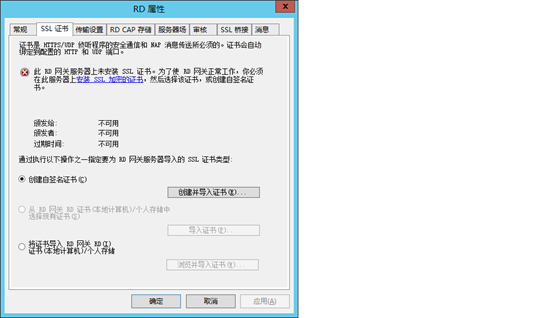 RD 属性
x
常规 SSL 证书 传输设置 RD CAP 存储 服务器场 审核 SSL 桥接 消息
证书是 HTTPS/UDP 侦听程序的安全通信和 NAP 消息传送所必须的。证书会自动
绑定到配置的 HTTP 和 UDP 端口。
此 RD 网关服务器上未安装 SSL 证书。为了使 RD 网关正常工作，你必须
在此服务器上安装 SSL 加密的证书，然后选择该证书，或创建自签名证
书。
颁发给: 不可用
颁发者: 不可用
过期时间: 不可用
通过执行以下操作之一指定要为 RD 网关服务器导入的 SSL 证书类型:
创建自签名证书(C)
创建并导入证书(E)...
从 RD 网关 RD 证书(本地计算机)/个人存储中
选择现有证书(S)
导入证书(P)..
将证书导入 RD 网关 RD(I)
证书(本地计算机)/个人存储
浏览并导入证书(R)...
确定 取消 应用(A)